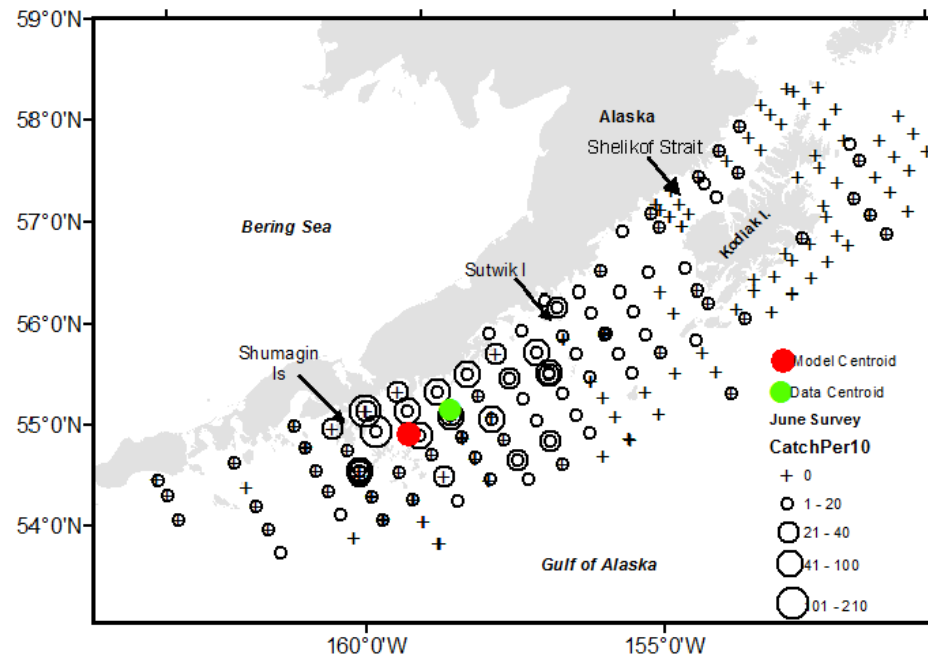 59°0'N
58°0'N
57°0'N
56°0'N
55°0'N
54°0'N
Alaska
Shelikof Strait
Bering Sea
Kodiak I.
Sutwik I
Shumagin
Is
Model Centroid
Data Centroid
June Survey
CatchPer10
0
1 - 20
21 - 40
41 - 100
101 - 210
Gulf of Alaska
160°0'W
155°0'W